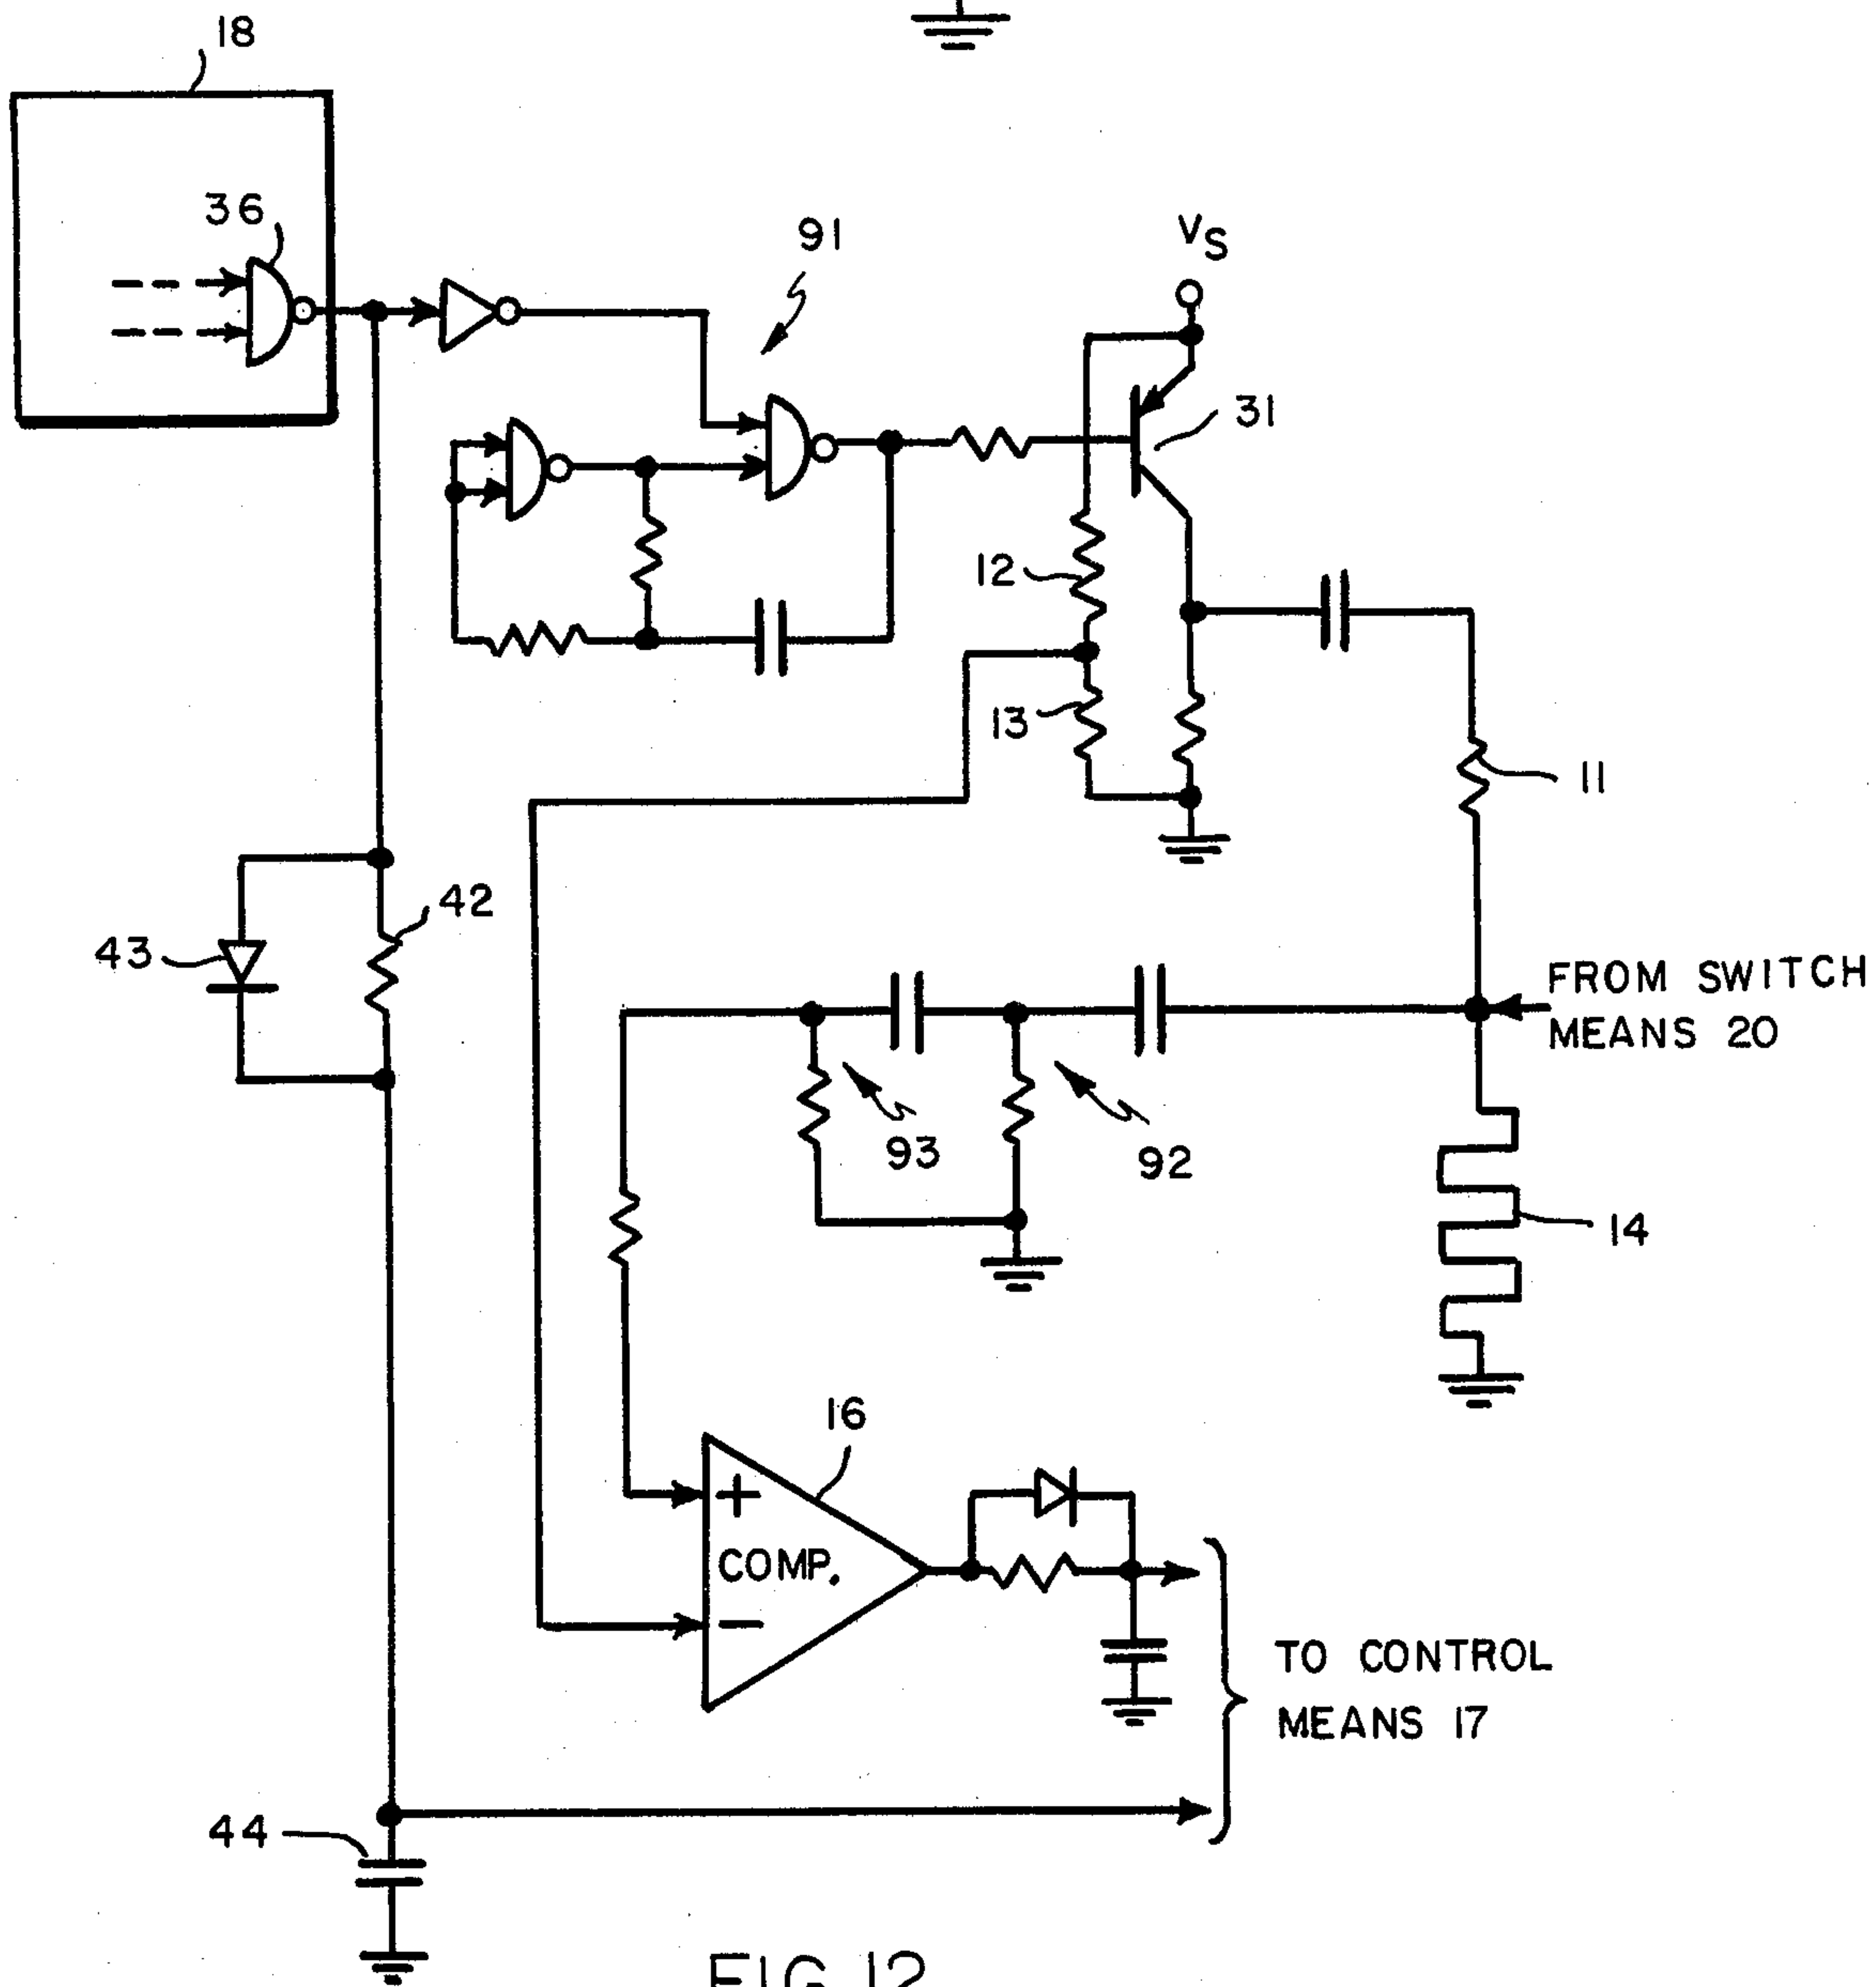 18
36
91
VS
31
12
13
11
42
43
FROM SWITCH
MEANS 20
93
92
14
16
+
COMP.
−
TO CONTROL
MEANS 17
44
FIG. 12